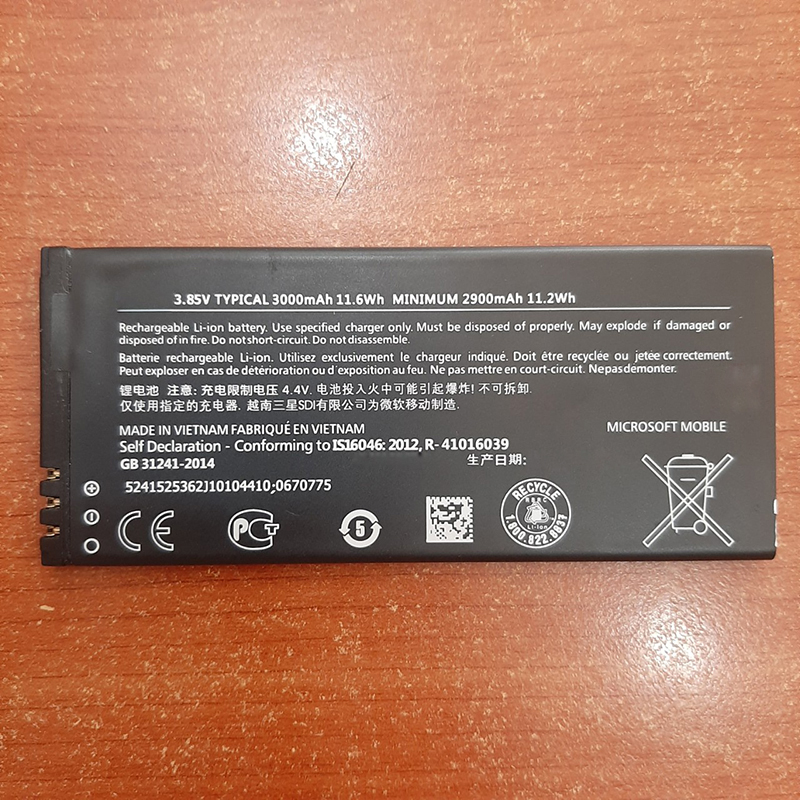 3.85V TYPICAL 3000mAh 11.6Wh MINIMUM 2900mAh 11.2Wh
Rechargeable Li-ion battery. Use specified charger only. Must be disposed of properly. May explode if damaged or
disposed of in fire. Do not short-circuit. Do not disassemble.
Batterie rechargeable Li-ion. Utilisez exclusivement le chargeur indiqué. Doit être recyclée ou jetée correctement.
Peut exploser en cas de détérioration ou d´exposition au feu. Ne pas mettre en court-circuit. Ne pas démonter.
锂电池 注意: 充电限制电压 4.4V. 电池投入火中可能引起爆炸! 不可拆卸.
仅使用指定的充电器. 越南三星SDI有限公司为微软移动制造.
MADE IN VIETNAM FABRIQUÉ EN VIETNAM
MICROSOFT MOBILE
Self Declaration - Conforming to IS16046: 2012, R- 41016039
GB 31241-2014
生产日期:
5241525362J10104410;0670775
CE
РСТ
5
RECYCLE
RBRC
Li-Ion
1.800.822.8837